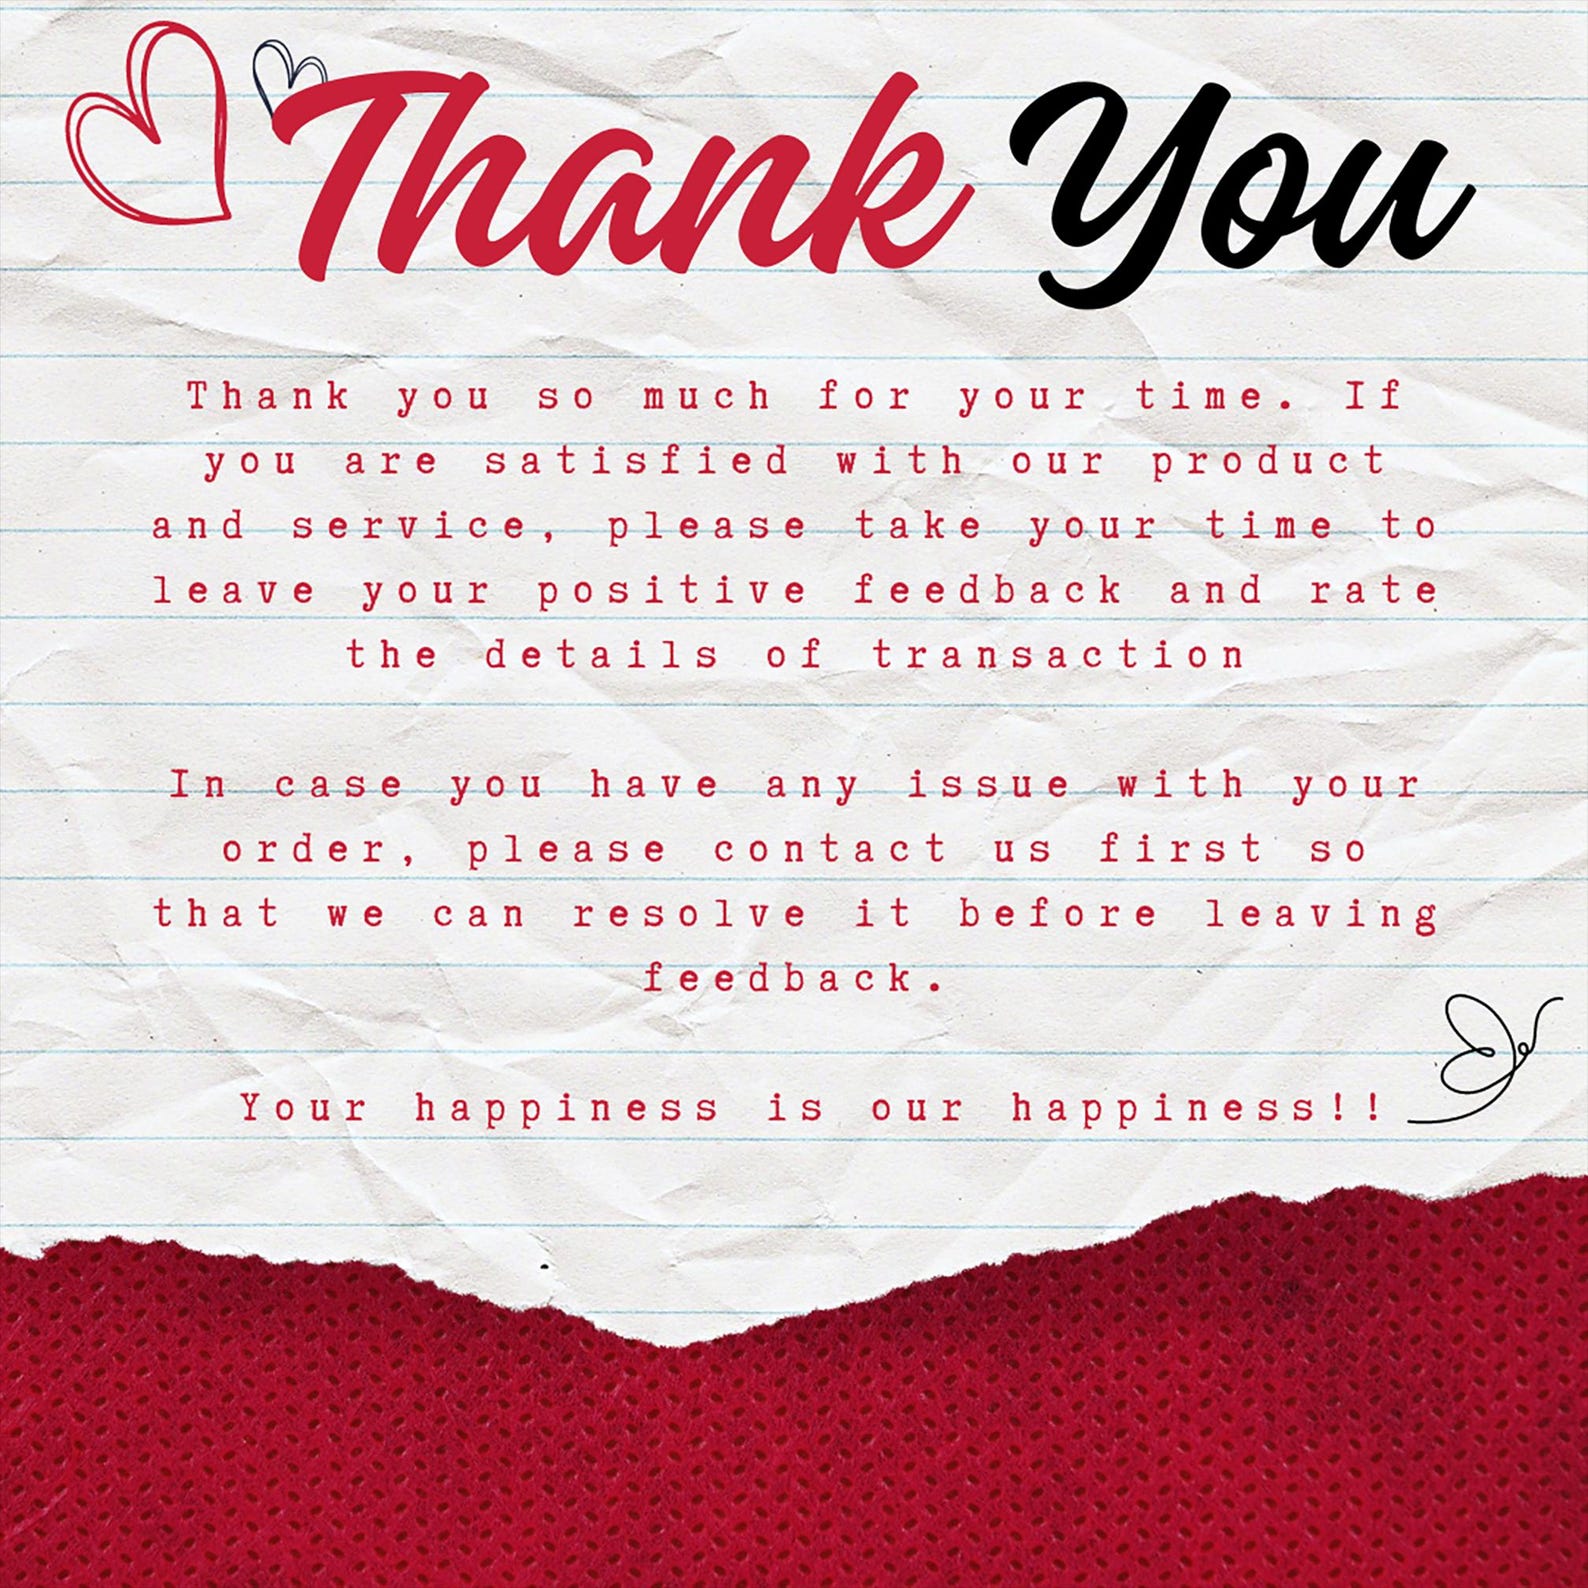 Thank You
Thank you so much for your time. If
you are satisfied with our product
and service, please take your time to
leave your positive feedback and rate
the details of transaction
In case you have any issue with your
order, please contact us first so
that we can resolve it before leaving
feedback.
Your happiness is our happiness!!